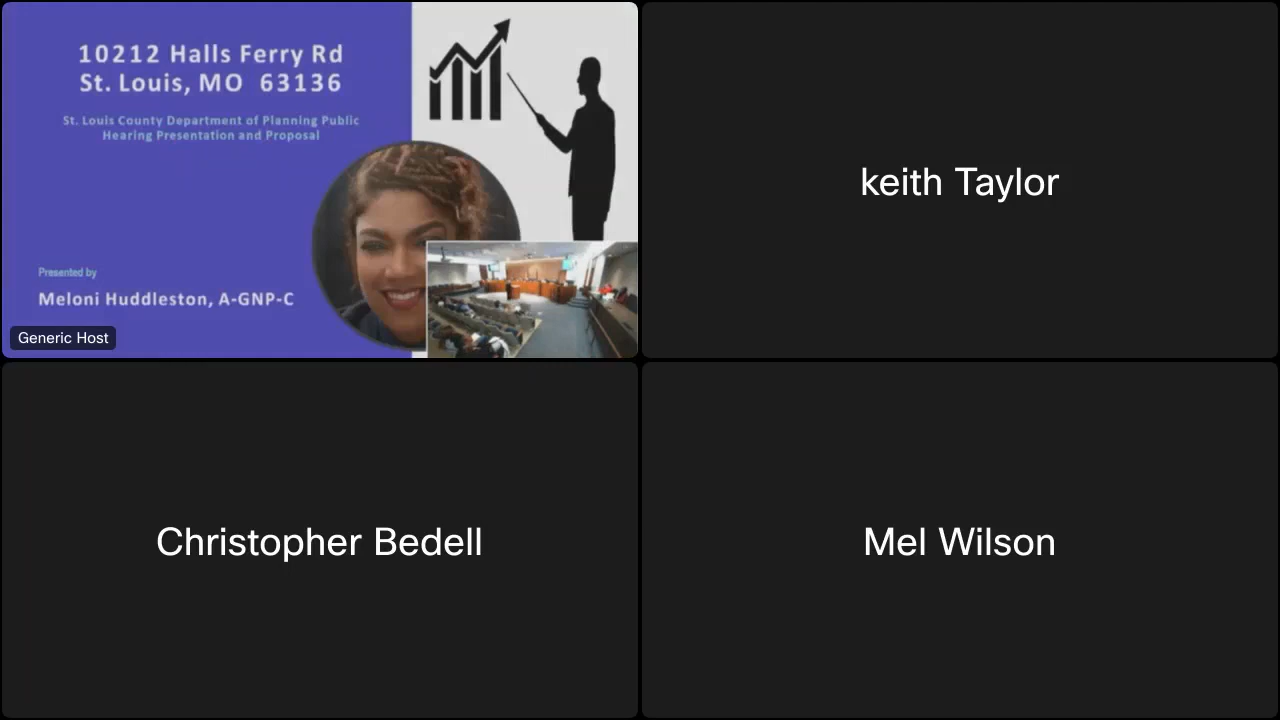 10212 Halls Ferry Rd
St. Louis, MO 63136
St. Louis County Department of Planning Public
Hearing Presentation and Proposal
Presented by
Meloni Huddleston, A-GNP-C
Generic Host
keith Taylor
Christopher Bedell
Mel Wilson